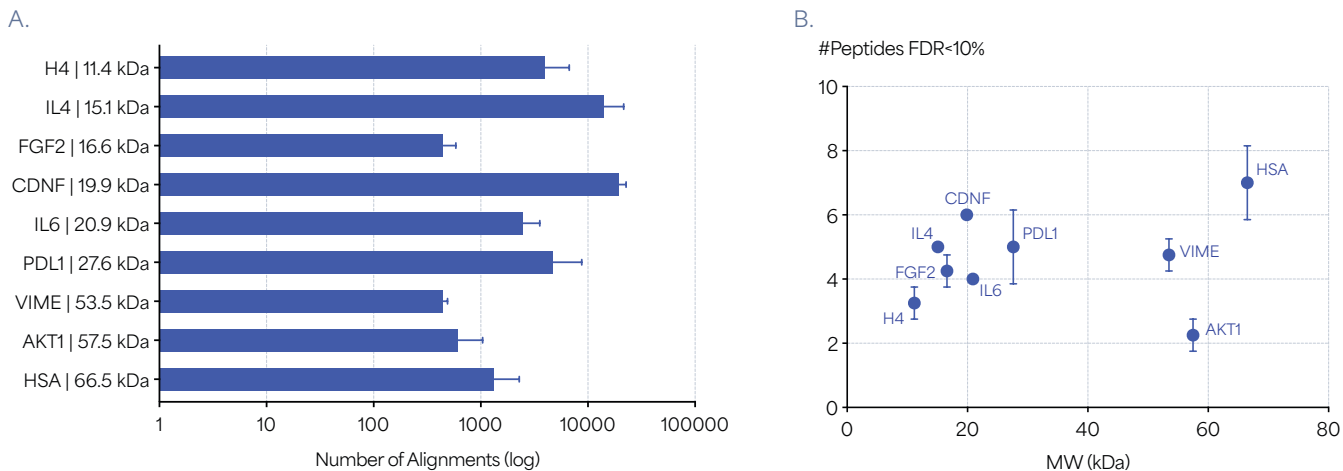 A.
H4 | 11.4 kDa
IL4 | 15.1 kDa
FGF2 | 16.6 kDa
CDNF | 19.9 kDa
IL6 | 20.9 kDa
PDL1 | 27.6 kDa
VIME | 53.5 kDa
AKT1 | 57.5 kDa
HSA | 66.5 kDa
1 10 100 1000 10000 100000
Number of Alignments (log)
B.
#Peptides FDR<10%
10
8
HSA
6
CDNF
IL4
PDL1
VIME
FGF2
4
IL6
H4
AKT1
2
0
0 20 40 60 80
MW (kDa)